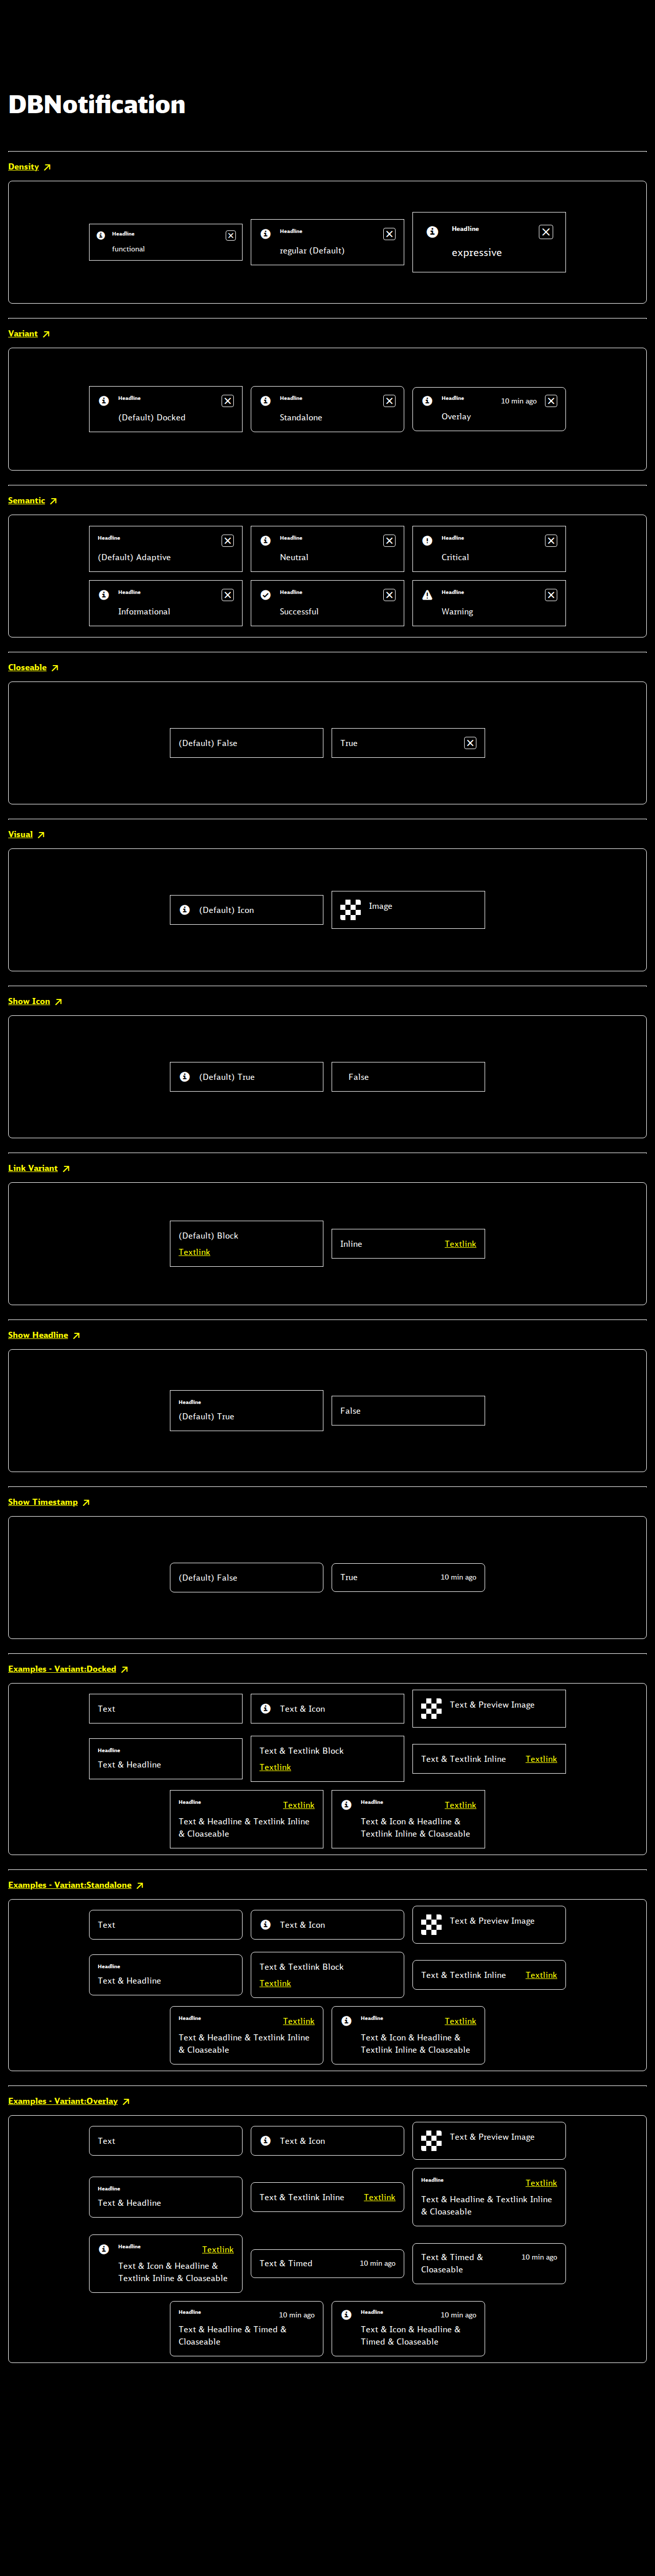 DBNotification
Density
Headline
functional
Headline
regular (Default)
Headline
expressive
Variant
Headline
(Default) Docked
Headline
Standalone
Headline 10 min ago
Overlay
Semantic
Headline
(Default) Adaptive
Headline
Neutral
Headline
Critical
Headline
Informational
Headline
Successful
Headline
Warning
Closeable
(Default) False
True
Visual
(Default) Icon
Image
Show Icon
(Default) True
False
Link Variant
(Default) Block
Textlink
Inline Textlink
Show Headline
Headline
(Default) True
False
Show Timestamp
(Default) False
True 10 min ago
Examples - Variant:Docked
Text
Text & Icon
Text & Preview Image
Headline
Text & Headline
Text & Textlink Block
Textlink
Text & Textlink Inline Textlink
Headline Textlink
Text & Headline & Textlink Inline
& Cloaseable
Headline Textlink
Text & Icon & Headline &
Textlink Inline & Cloaseable
Examples - Variant:Standalone
Text
Text & Icon
Text & Preview Image
Headline
Text & Headline
Text & Textlink Block
Textlink
Text & Textlink Inline Textlink
Headline Textlink
Text & Headline & Textlink Inline
& Cloaseable
Headline Textlink
Text & Icon & Headline &
Textlink Inline & Cloaseable
Examples - Variant:Overlay
Text
Text & Icon
Text & Preview Image
Headline
Text & Headline
Text & Textlink Inline Textlink
Headline Textlink
Text & Headline & Textlink Inline
& Cloaseable
Headline Textlink
Text & Icon & Headline &
Textlink Inline & Cloaseable
Text & Timed 10 min ago
Text & Timed & 10 min ago
Cloaseable
Headline 10 min ago
Text & Headline & Timed &
Cloaseable
Headline 10 min ago
Text & Icon & Headline &
Timed & Cloaseable